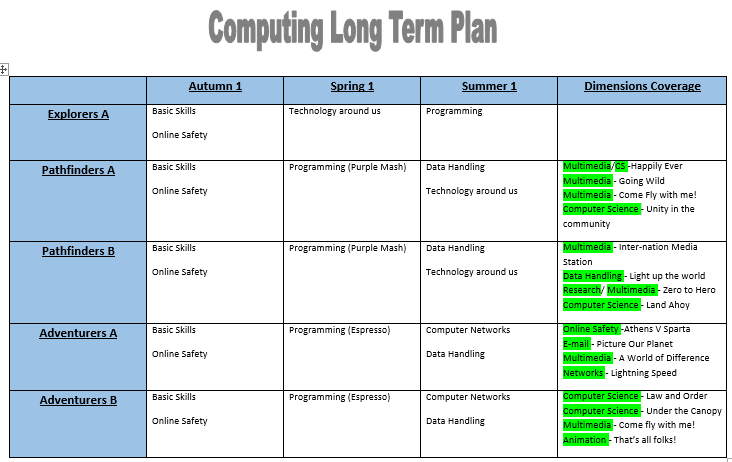 Computing Long Term Plan
Autumn 1 Spring 1 Summer 1 Dimensions Coverage
Explorers A
Basic Skills
Online Safety
Technology around us
Programming
Pathfinders A
Basic Skills
Online Safety
Programming (Purple Mash)
Data Handling
Technology around us
Multimedia/CS -Happily Ever
Multimedia - Going Wild
Multimedia - Come Fly with me!
Computer Science - Unity in the
community
Pathfinders B
Basic Skills
Online Safety
Programming (Purple Mash)
Data Handling
Technology around us
Multimedia - Inter-nation Media
Station
Data Handling - Light up the world
Research/ Multimedia - Zero to Hero
Computer Science - Land Ahoy
Adventurers A
Basic Skills
Online Safety
Programming (Espresso)
Computer Networks
Data Handling
Online Safety -Athens V Sparta
E-mail - Picture Our Planet
Multimedia - A World of Difference
Networks - Lightning Speed
Adventurers B
Basic Skills
Online Safety
Programming (Espresso)
Computer Networks
Data Handling
Computer Science - Law and Order
Computer Science - Under the Canopy
Multimedia - Come fly with me!
Animation - That's all folks!